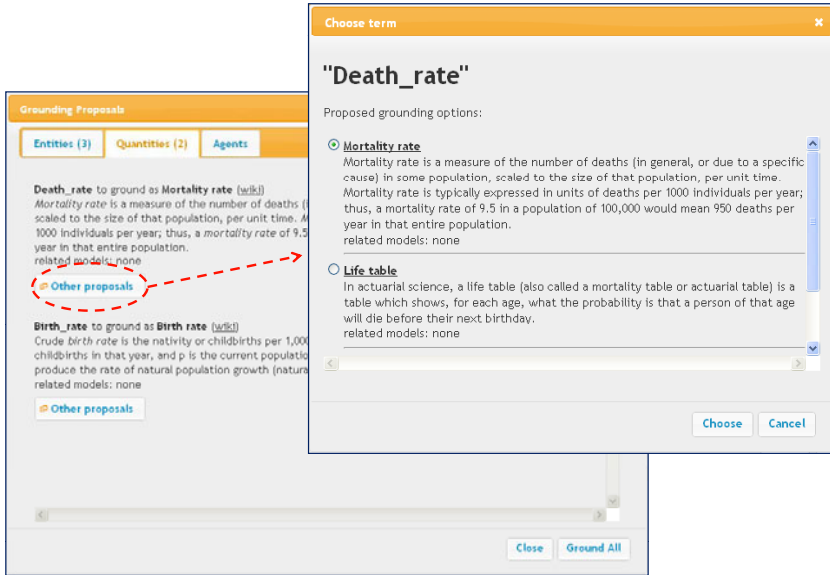 Choose term
"Death_rate"
Proposed grounding options:
Mortality rate
Mortality rate is a measure of the number of deaths (in general, or due to a specific
cause) in some population, scaled to the size of that population, per unit time.
Mortality rate is typically expressed in units of deaths per 1000 individuals per year;
thus, a mortality rate of 9.5 in a population of 100,000 would mean 950 deaths per
year in that entire population.
related models: none
Life table
In actuarial science, a life table (also called a mortality table or actuarial table) is a
table which shows, for each age, what the probability is that a person of that age
will die before their next birthday.
related models: none
Choose Cancel
Grounding Proposals
Entities (3) Quantities (2) Agents
Death_rate to ground as Mortality rate (wiki)
Mortality rate is a measure of the number of deaths (
scaled to the size of that population, per unit time.
1000 individuals per year; thus, a mortality rate of 9.5
year in that entire population.
related models: none
Other proposals
Birth_rate to ground as Birth rate (wiki)
Crude birth rate is the nativity or childbirths per 1,00
childbirths in that year, and p is the current populatio
produce the rate of natural population growth (natura
related models: none
Other proposals
Close Ground All